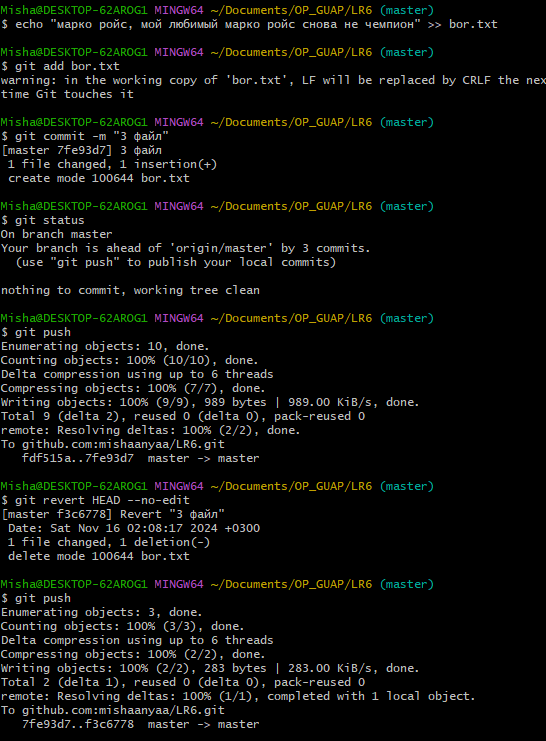 Misha@DESKTOP-62AROG1 MINGW64 ~/Documents/OP_GUAP/LR6 (master)
$ echo "марко ройс, мой любимый марко ройс снова не чемпион" >> bor.txt
Misha@DESKTOP-62AROG1 MINGW64 ~/Documents/OP_GUAP/LR6 (master)
$ git add bor.txt
warning: in the working copy of 'bor.txt', LF will be replaced by CRLF the nex
time Git touches it
Misha@DESKTOP-62AROG1 MINGW64 ~/Documents/OP_GUAP/LR6 (master)
$ git commit -m "3 файл"
[master 7fe93d7] 3 файл
1 file changed, 1 insertion(+)
create mode 100644 bor.txt
Misha@DESKTOP-62AROG1 MINGW64 ~/Documents/OP_GUAP/LR6 (master)
$ git status
On branch master
Your branch is ahead of 'origin/master' by 3 commits.
(use "git push" to publish your local commits)
nothing to commit, working tree clean
Misha@DESKTOP-62AROG1 MINGW64 ~/Documents/OP_GUAP/LR6 (master)
$ git push
Enumerating objects: 10, done.
Counting objects: 100% (10/10), done.
Delta compression using up to 6 threads
Compressing objects: 100% (7/7), done.
Writing objects: 100% (9/9), 989 bytes | 989.00 KiB/s, done.
Total 9 (delta 2), reused 0 (delta 0), pack-reused 0
remote: Resolving deltas: 100% (2/2), done.
To github.com:mishaanyaa/LR6.git
fdf515a..7fe93d7  master -> master
Misha@DESKTOP-62AROG1 MINGW64 ~/Documents/OP_GUAP/LR6 (master)
$ git revert HEAD --no-edit
[master f3c6778] Revert "3 файл"
Date: Sat Nov 16 02:08:17 2024 +0300
1 file changed, 1 deletion(-)
delete mode 100644 bor.txt
Misha@DESKTOP-62AROG1 MINGW64 ~/Documents/OP_GUAP/LR6 (master)
$ git push
Enumerating objects: 3, done.
Counting objects: 100% (3/3), done.
Delta compression using up to 6 threads
Compressing objects: 100% (2/2), done.
Writing objects: 100% (2/2), 283 bytes | 283.00 KiB/s, done.
Total 2 (delta 1), reused 0 (delta 0), pack-reused 0
remote: Resolving deltas: 100% (1/1), completed with 1 local object.
To github.com:mishaanyaa/LR6.git
7fe93d7..f3c6778  master -> master